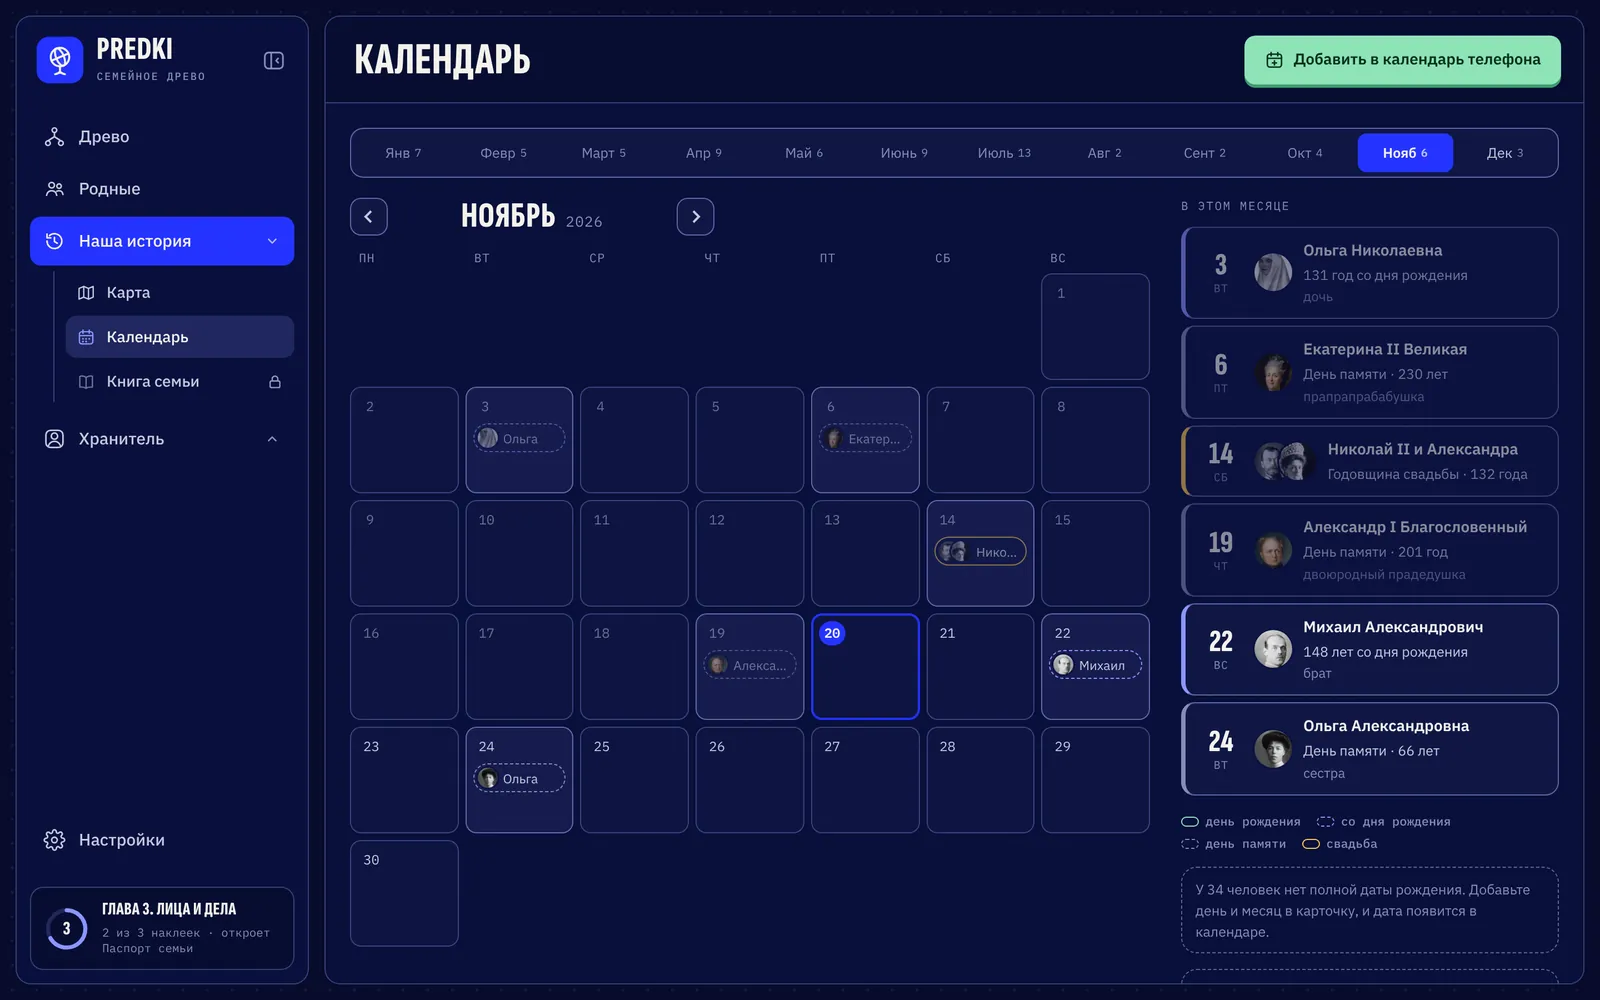 PREDKI
СЕМЕЙНОЕ ДРЕВО
Древо
Родные
Наша история
Карта
Календарь
Книга семьи
Хранитель
Настройки
3
ГЛАВА 3. ЛИЦА И ДЕЛА
2 из 3 наклеек · откроет
Паспорт семьи
КАЛЕНДАРЬ
Добавить в календарь телефона
Янв 7
Февр 5
Март 5
Апр 9
Май 6
Июнь 9
Июль 13
Авг 2
Сент 2
Окт 4
Нояб 6
Дек 3
НОЯБРЬ 2026
ПН ВТ СР ЧТ ПТ СБ ВС
1
2 3 4 5 6 7 8
Ольга
Екатер...
9 10 11 12 13 14 15
Нико...
16 17 18 19 20 21 22
Алекса...
Михаил
23 24 25 26 27 28 29
Ольга
30
В ЭТОМ МЕСЯЦЕ
3
ВТ
Ольга Николаевна
131 год со дня рождения
дочь
6
ПТ
Екатерина II Великая
День памяти · 230 лет
прапрапрабабушка
14
СБ
Николай II и Александра
Годовщина свадьбы · 132 года
19
ЧТ
Александр I Благословенный
День памяти · 201 год
двоюродный прадедушка
22
ВС
Михаил Александрович
148 лет со дня рождения
брат
24
ВТ
Ольга Александровна
День памяти · 66 лет
сестра
день рождения
со дня рождения
день памяти
свадьба
У 34 человек нет полной даты рождения. Добавьте
день и месяц в карточку, и дата появится в
календаре.